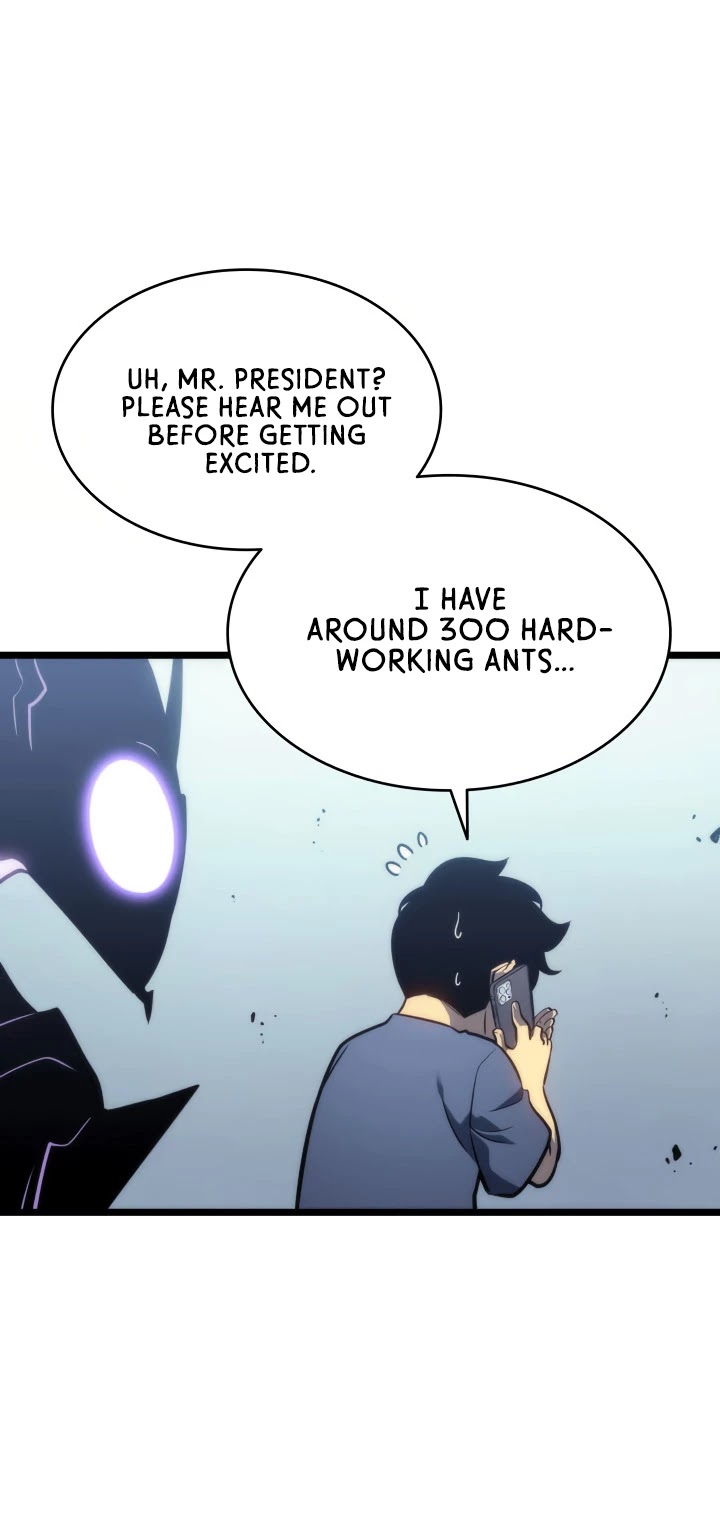 UH, MR. PRESIDENT?
PLEASE HEAR ME OUT
BEFORE GETTING
EXCITED.
I HAVE
AROUND 300 HARD-
WORKING ANTS...